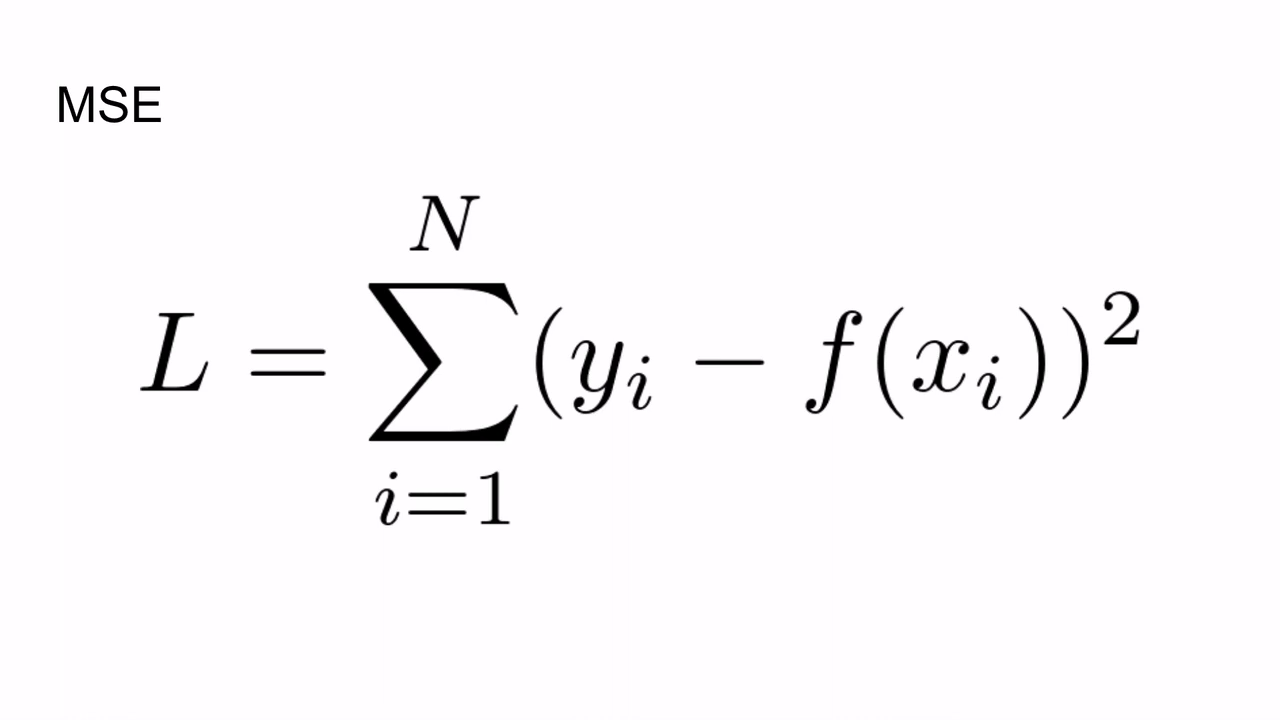 MSE
L = \sum_{i=1}^{N} (y_i - f(x_i))^2